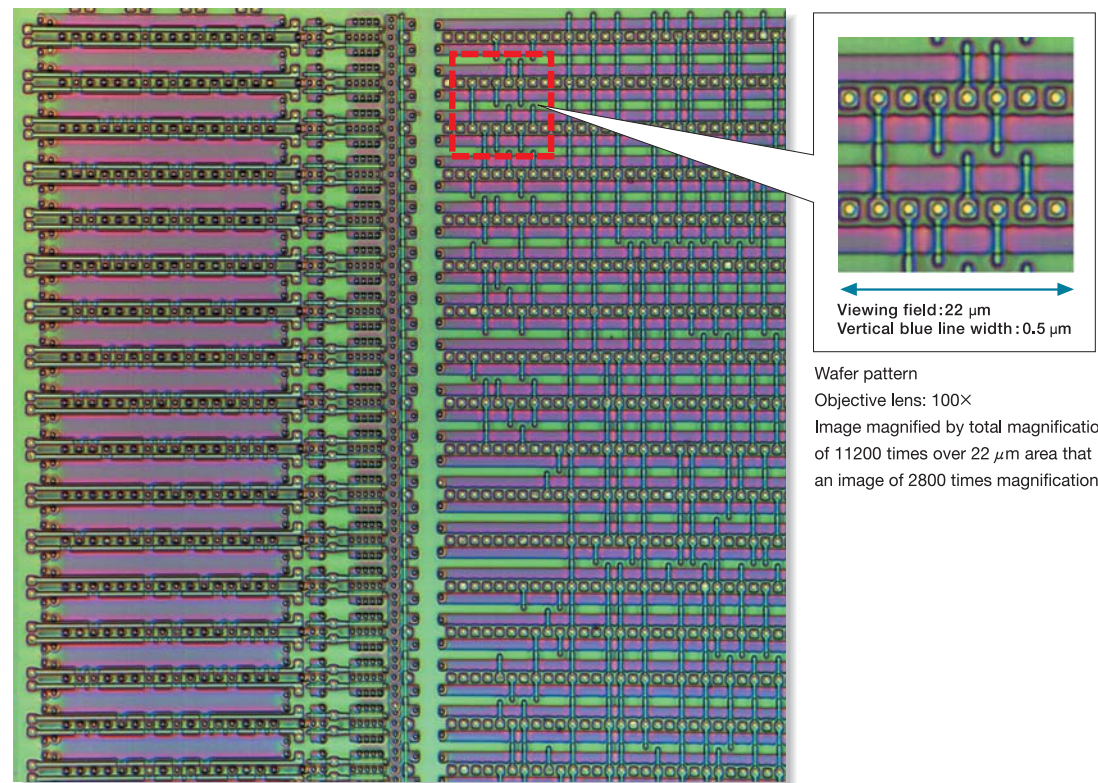 Viewing field:22 μm
Vertical blue line width:0.5 μm
Wafer pattern
Objective lens: 100×
Image magnified by total magnificatio
of 11200 times over 22 μm area that
an image of 2800 times magnification